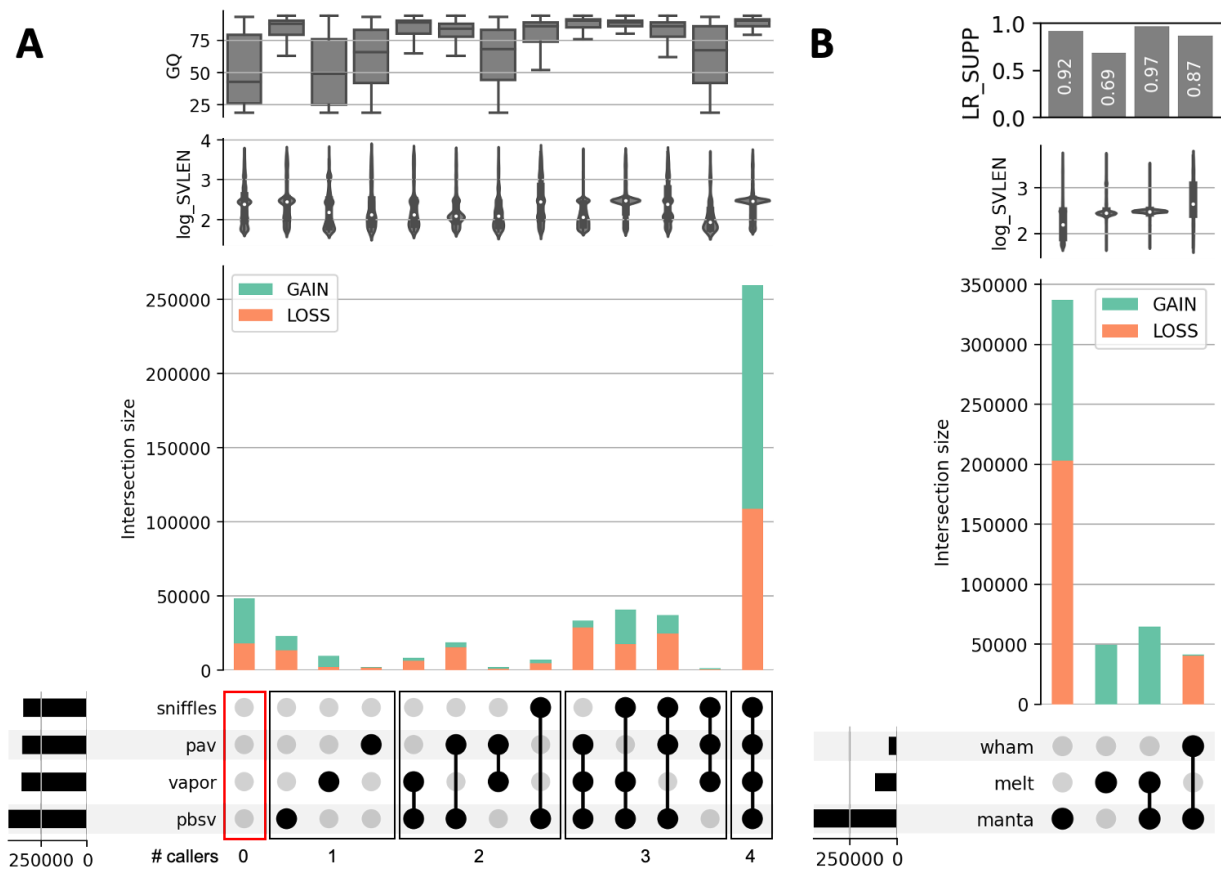 A
GQ
75
50
25
log_SVLEN
4
3
2
GAIN
LOSS
Intersection size
250000
200000
150000
100000
50000
0
sniffles
pav
vapor
pbsv
250000 0
# callers 0 1 2 3 4
B
LR_SUPP
1.0
0.5
0.0
0.92
0.69
0.97
0.87
log_SVLEN
3
2
GAIN
LOSS
Intersection size
350000
300000
250000
200000
150000
100000
50000
0
wham
melt
manta
250000 0